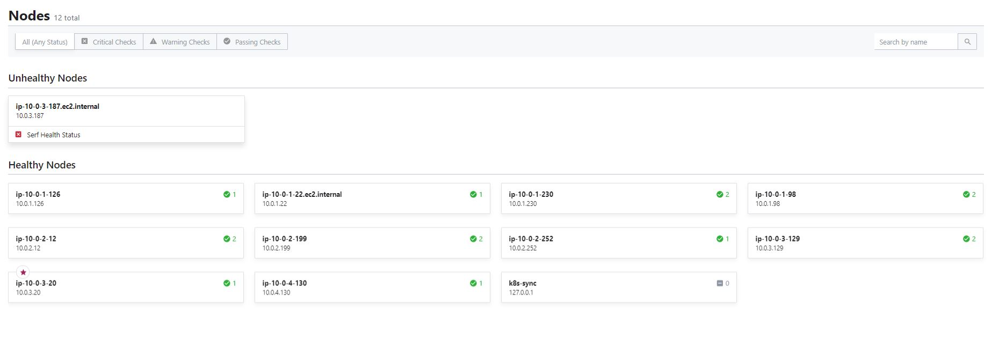 Nodes 12 total
All (Any Status) Critical Checks Warning Checks Passing Checks Search by name
Unhealthy Nodes
ip-10-0-3-187.ec2.internal
10.0.3.187
Serf Health Status
Healthy Nodes
ip-10-0-1-126 1
10.0.1.126
ip-10-0-1-22.ec2.internal 1
10.0.1.22
ip-10-0-1-230 2
10.0.1.230
ip-10-0-1-98 2
10.0.1.98
ip-10-0-2-12 2
10.0.2.12
ip-10-0-2-199 2
10.0.2.199
ip-10-0-2-252 1
10.0.2.252
ip-10-0-3-129 2
10.0.3.129
ip-10-0-3-20 1
10.0.3.20
ip-10-0-4-130 1
10.0.4.130
k8s-sync 0
127.0.0.1